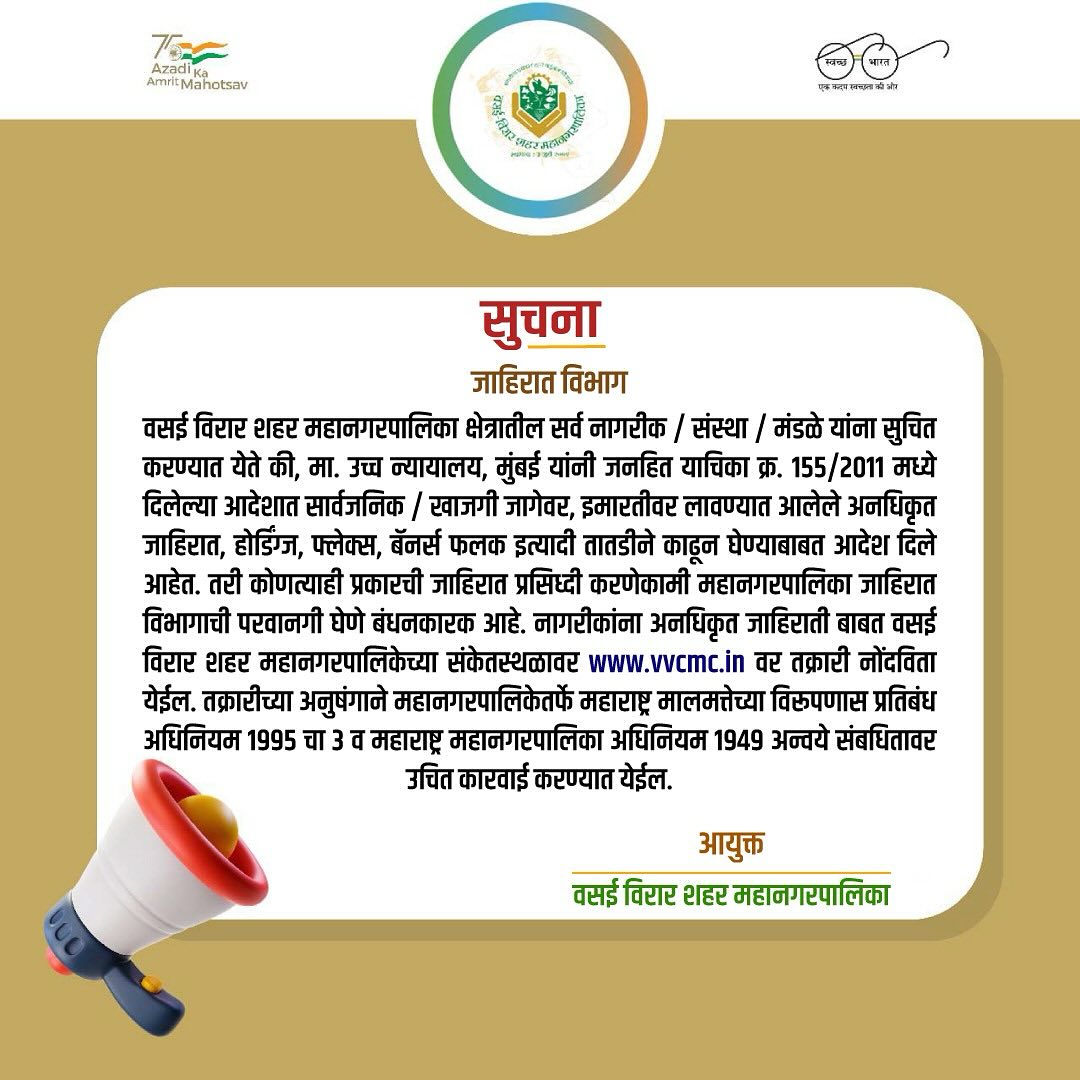 75
Azadi Ka
Amrit Mahotsav
वसई-विरार शहर महानगरपालिका
स्वच्छ भारत
एक कदम स्वच्छता की ओर
सुचना
जाहिरात विभाग
वसई विरार शहर महानगरपालिका क्षेत्रातील सर्व नागरीक / संस्था / मंडळे यांना सुचित
करण्यात येते की, मा. उच्च न्यायालय, मुंबई यांनी जनहित याचिका क्र. 155/2011 मध्ये
दिलेल्या आदेशात सार्वजनिक / खाजगी जागेवर, इमारतीवर लावण्यात आलेले अनधिकृत
जाहिरात, होर्डिंग्ज, फ्लेक्स, बॅनर्स फलक इत्यादी तातडीने काढून घेण्याबाबत आदेश दिले
आहेत. तरी कोणत्याही प्रकारची जाहिरात प्रसिध्दी करणेकामी महानगरपालिका जाहिरात
विभागाची परवानगी घेणे बंधनकारक आहे. नागरीकांना अनधिकृत जाहिराती बाबत वसई
विरार शहर महानगरपालिकेच्या संकेतस्थळावर www.vvcmc.in वर तक्रारी नोंदविता
येईल. तक्रारीच्या अनुषंगाने महानगरपालिकेतर्फे महाराष्ट्र मालमत्तेच्या विरूपणास प्रतिबंध
अधिनियम 1995 चा 3 व महाराष्ट्र महानगरपालिका अधिनियम 1949 अन्वये संबधितावर
उचित कारवाई करण्यात येईल.
आयुक्त
वसई विरार शहर महानगरपालिका